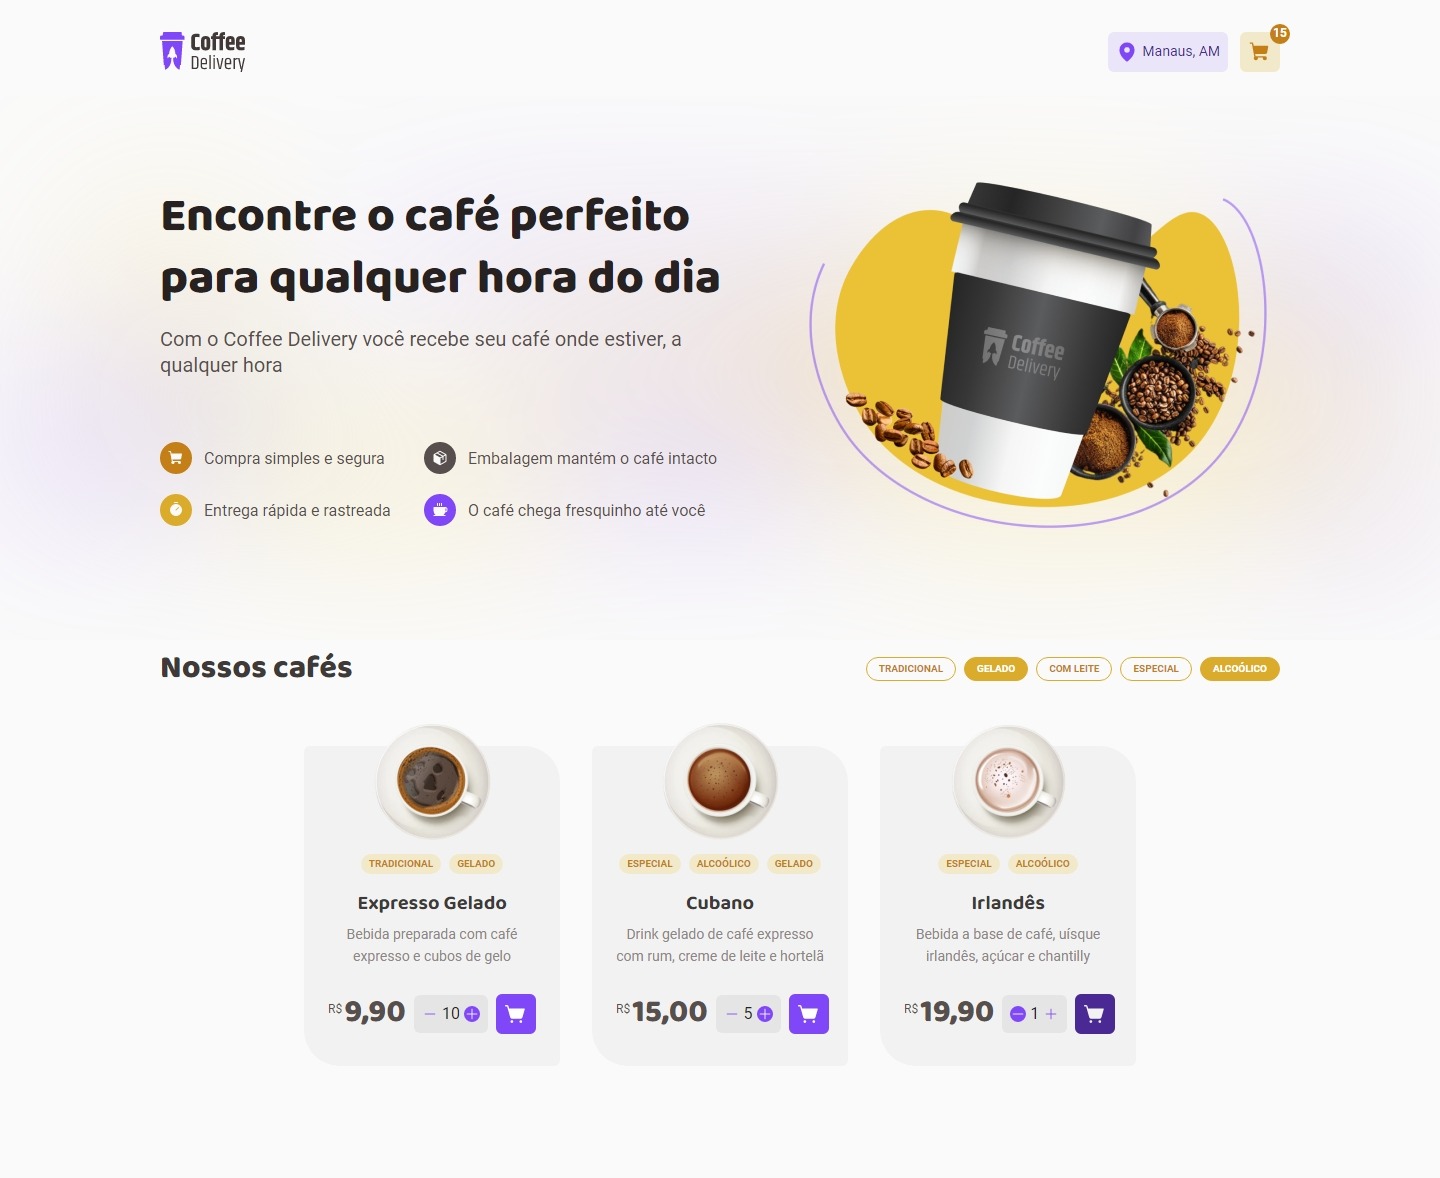 Coffee
Delivery
Manaus, AM
15
Encontre o café perfeito
para qualquer hora do dia
Com o Coffee Delivery você recebe seu café onde estiver, a
qualquer hora
Coffee
Delivery
Compra simples e segura
Embalagem mantém o café intacto
Entrega rápida e rastreada
O café chega fresquinho até você
Nossos cafés
TRADICIONAL
GELADO
COM LEITE
ESPECIAL
ALCOÓLICO
TRADICIONAL GELADO
Expresso Gelado
Bebida preparada com café
expresso e cubos de gelo
R$ 9,90
10
ESPECIAL ALCOÓLICO GELADO
Cubano
Drink gelado de café expresso
com rum, creme de leite e hortelã
R$ 15,00
5
ESPECIAL ALCOÓLICO
Irlandês
Bebida a base de café, uísque
irlandês, açúcar e chantilly
R$ 19,90
1